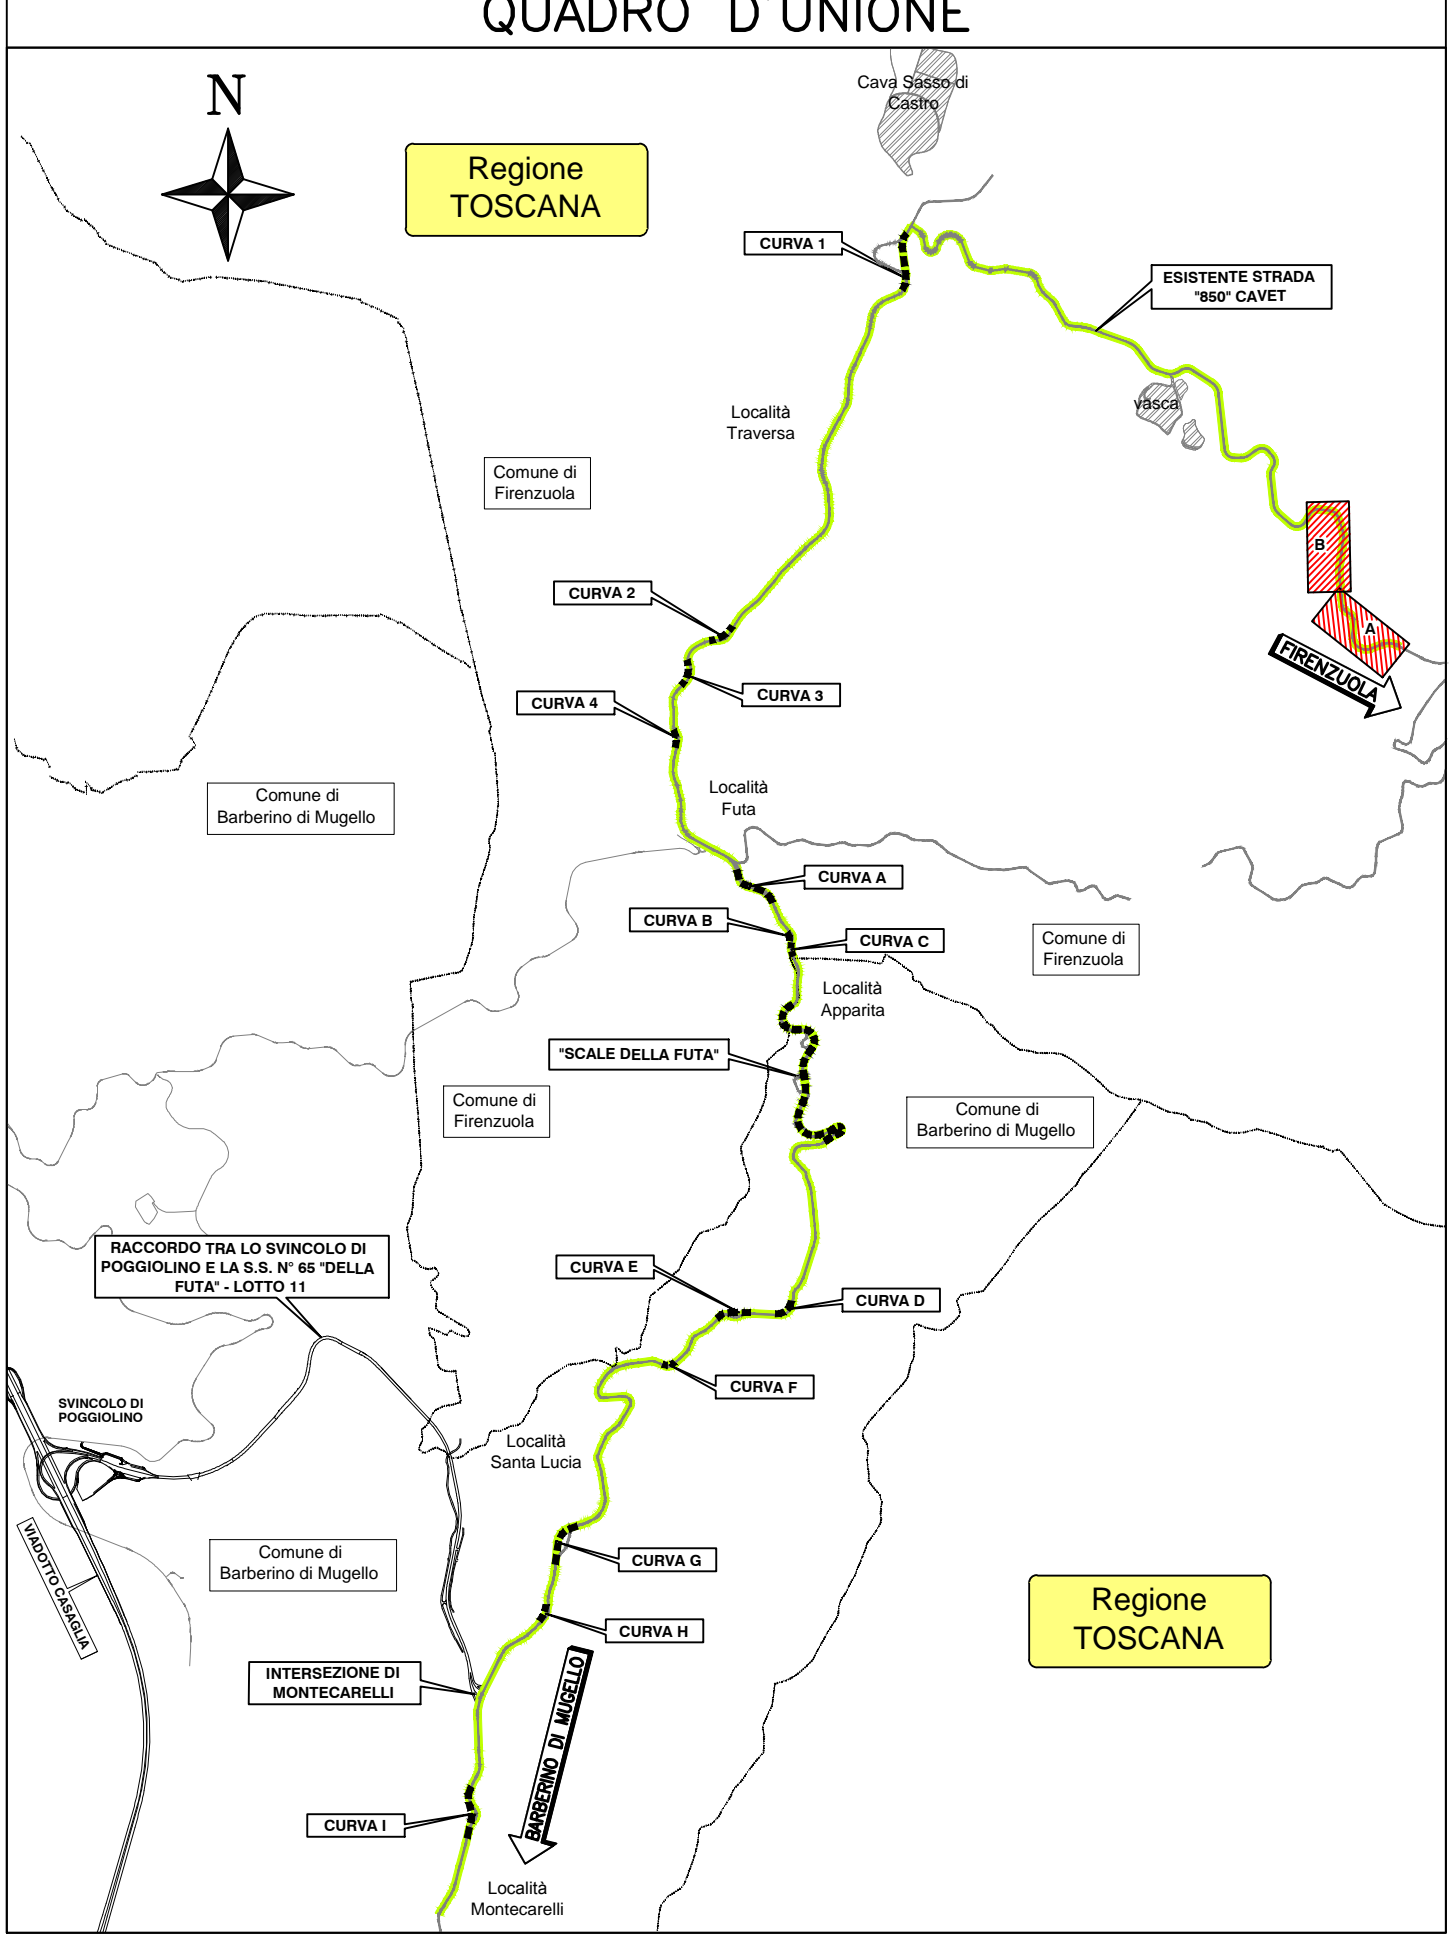 QUADRO D'UNIONE
Cava Sasso di
Castro
N
Regione
TOSCANA
CURVA 1
ESISTENTE STRADA
"850" CAVET
vasca
Località
Traversa
Comune di
Firenzuola
B
A
FIRENZUOLA
CURVA 2
CURVA 3
CURVA 4
Località
Futa
Comune di
Barberino di Mugello
CURVA A
CURVA B
CURVA C
Comune di
Firenzuola
Località
Apparita
"SCALE DELLA FUTA"
Comune di
Firenzuola
Comune di
Barberino di Mugello
RACCORDO TRA LO SVINCOLO DI
POGGIOLINO E LA S.S. N° 65 "DELLA
FUTA" - LOTTO 11
CURVA E
CURVA D
CURVA F
SVINCOLO DI
POGGIOLINO
Località
Santa Lucia
VIADOTTO CASAGLIA
Comune di
Barberino di Mugello
CURVA G
Regione
TOSCANA
CURVA H
INTERSEZIONE DI
MONTECARELLI
BARBERINO DI MUGELLO
CURVA I
Località
Montecarelli